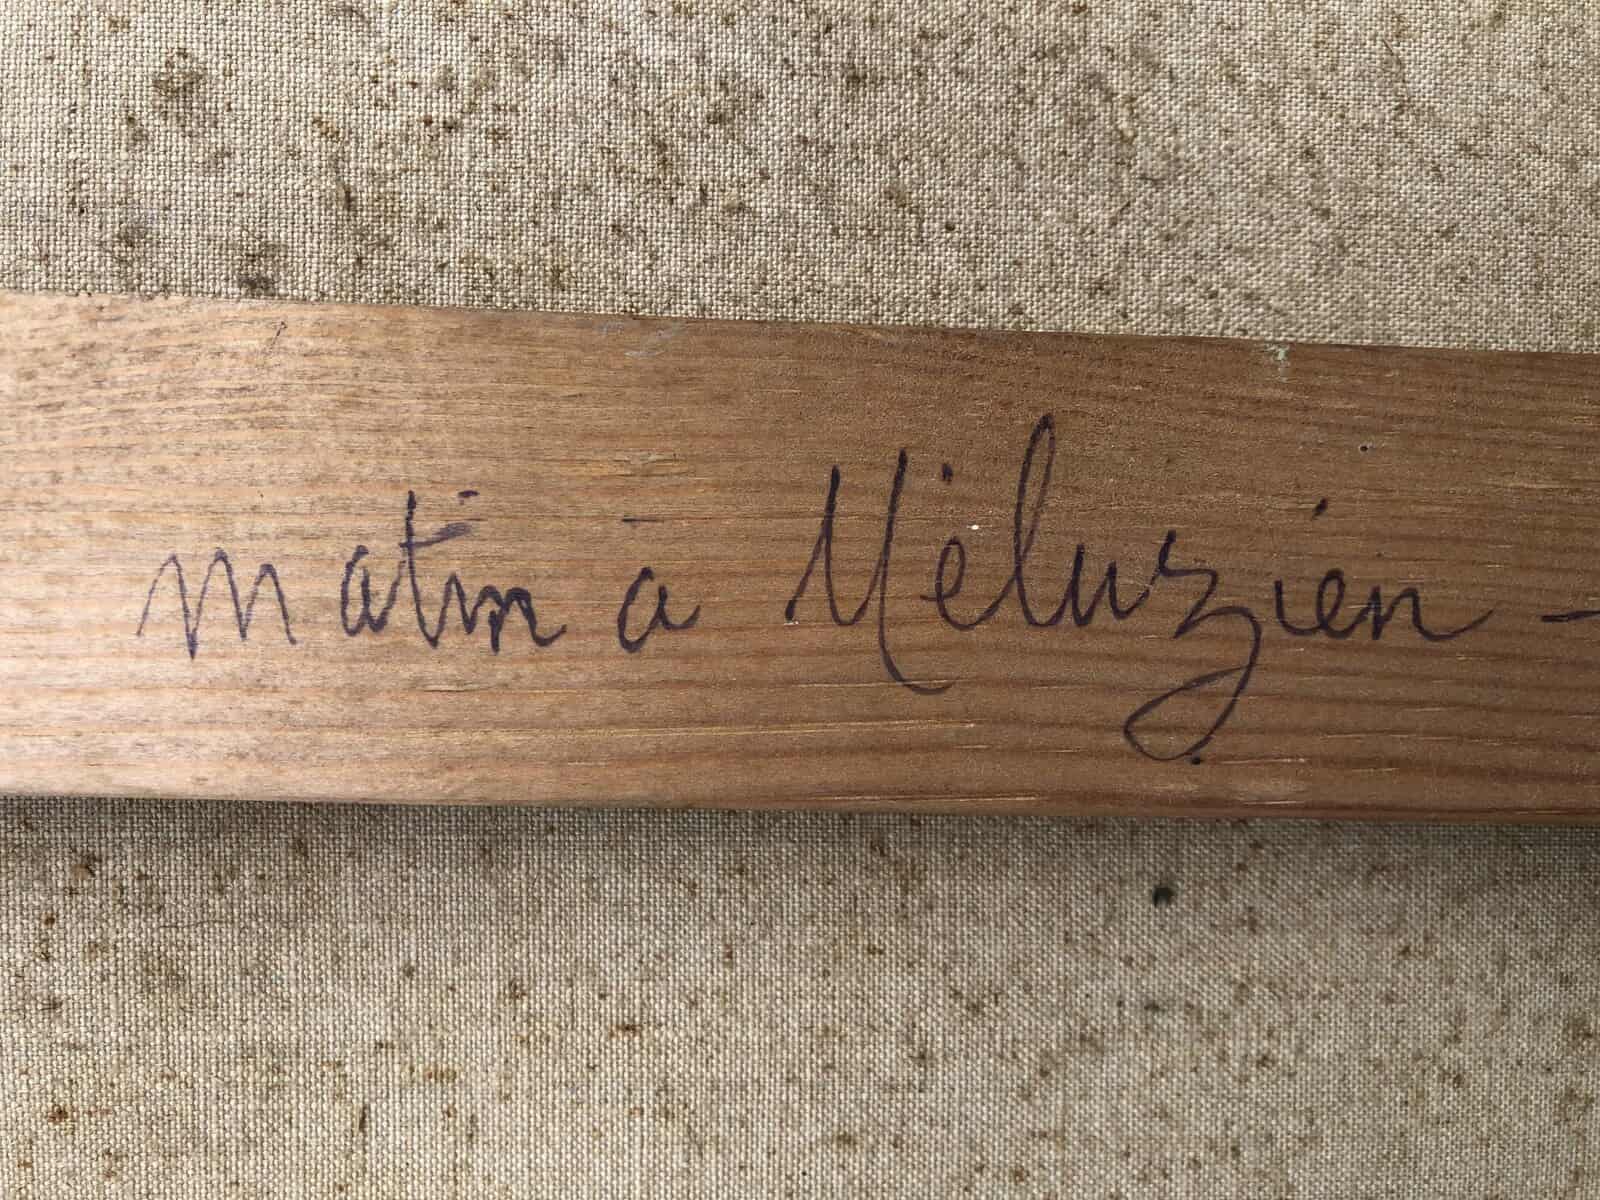 matin à Méluzien -